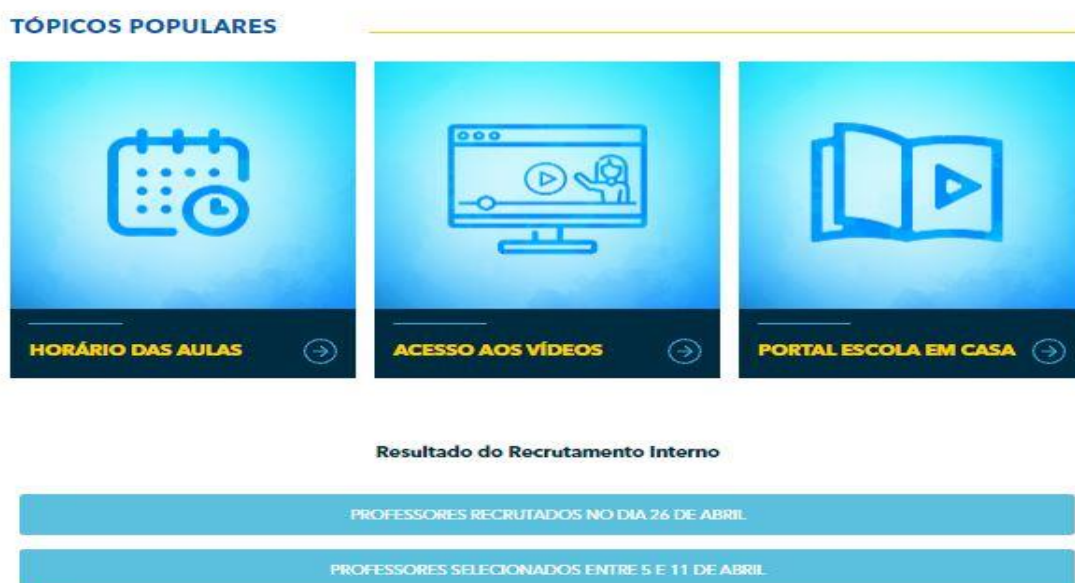 TÓPICOS POPULARES
HORÁRIO DAS AULAS
ACESSO AOS VÍDEOS
PORTAL ESCOLA EM CASA
Resultado do Recrutamento Interno
PROFESSORES RECRUTADOS NO DIA 26 DE ABRIL
PROFESSORES SELECIONADOS ENTRE 5 E 11 DE ABRIL